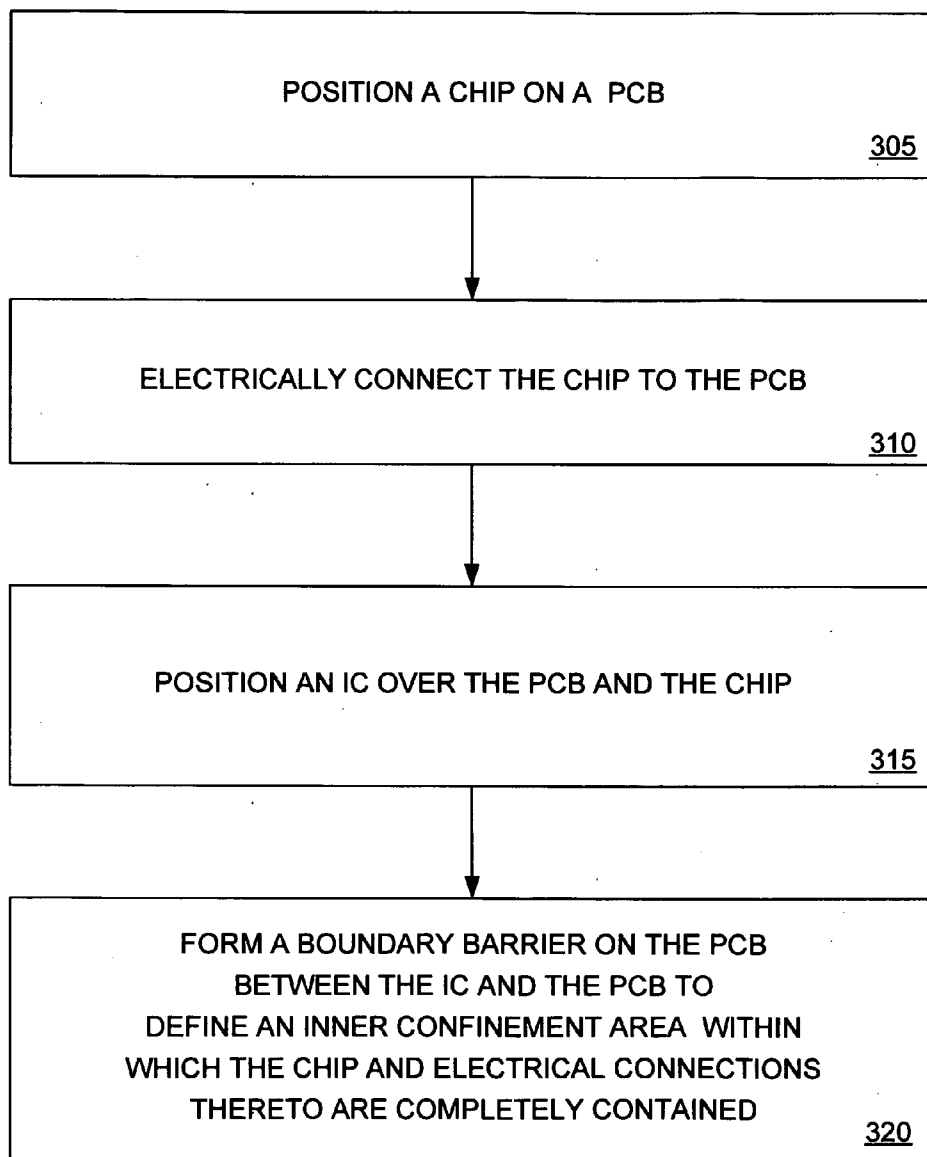 POSITION A CHIP ON A PCB
305
ELECTRICALLY CONNECT THE CHIP TO THE PCB
310
POSITION AN IC OVER THE PCB AND THE CHIP
315
FORM A BOUNDARY BARRIER ON THE PCB
BETWEEN THE IC AND THE PCB TO
DEFINE AN INNER CONFINEMENT AREA WITHIN
WHICH THE CHIP AND ELECTRICAL CONNECTIONS
THERETO ARE COMPLETELY CONTAINED
320